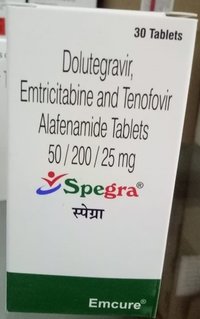 30 Tablets
Dolutegravir,
Emtricitabine and Tenofovir
Alafenamide Tablets
50 / 200 / 25 mg
Spegra®
स्पेग्रा
Emcure®